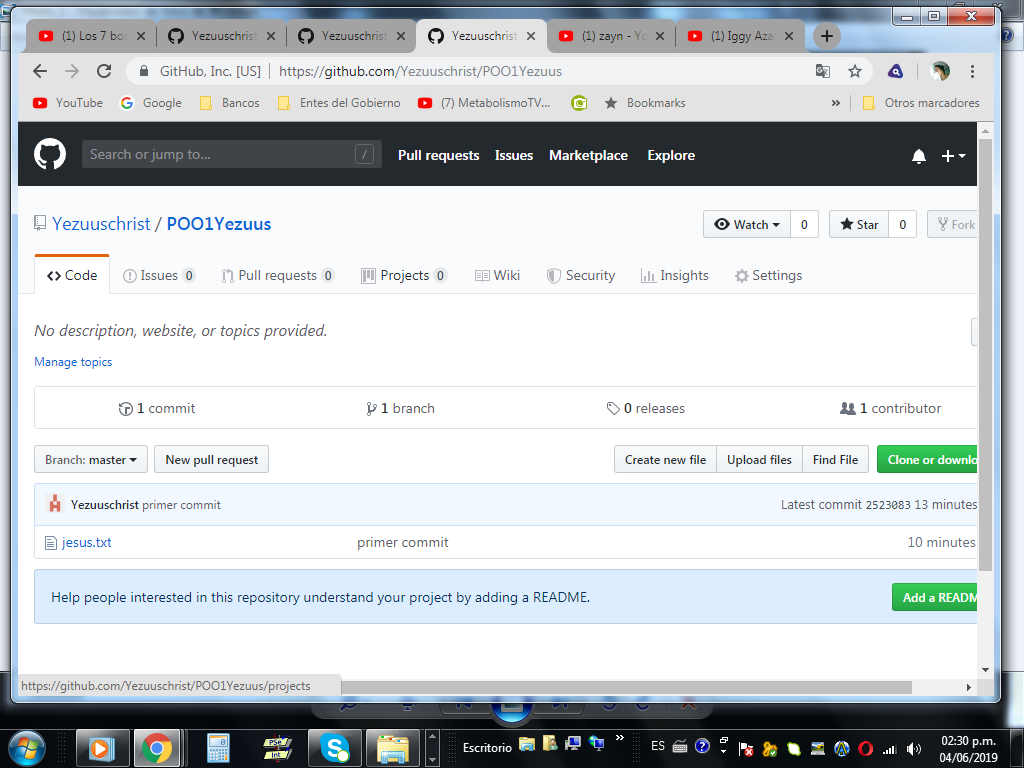 (1) Los 7 bo
Yezuuschrist
Yezuuschrist
Yezuuschrist
(1) zayn - Yo
(1) Iggy Azal
GitHub, Inc. [US]
https://github.com/Yezuuschrist/POO1Yezuus
YouTube
Google
Bancos
Entes del Gobierno
(7) MetabolismoTV...
Bookmarks
»
Otros marcadores
Search or jump to...
/
Pull requests
Issues
Marketplace
Explore
Yezuuschrist / POO1Yezuus
Watch
0
Star
0
Fork
Code
Issues 0
Pull requests 0
Projects 0
Wiki
Security
Insights
Settings
No description, website, or topics provided.
Manage topics
1 commit
1 branch
0 releases
1 contributor
Branch: master
New pull request
Create new file
Upload files
Find File
Clone or downlo
Yezuuschrist primer commit
Latest commit 2523083 13 minutes
jesus.txt
primer commit
10 minutes
Help people interested in this repository understand your project by adding a README.
Add a READM
https://github.com/Yezuuschrist/POO1Yezuus/projects
PSeInt
Escritorio
»
ES
02:30 p.m.
04/06/2019